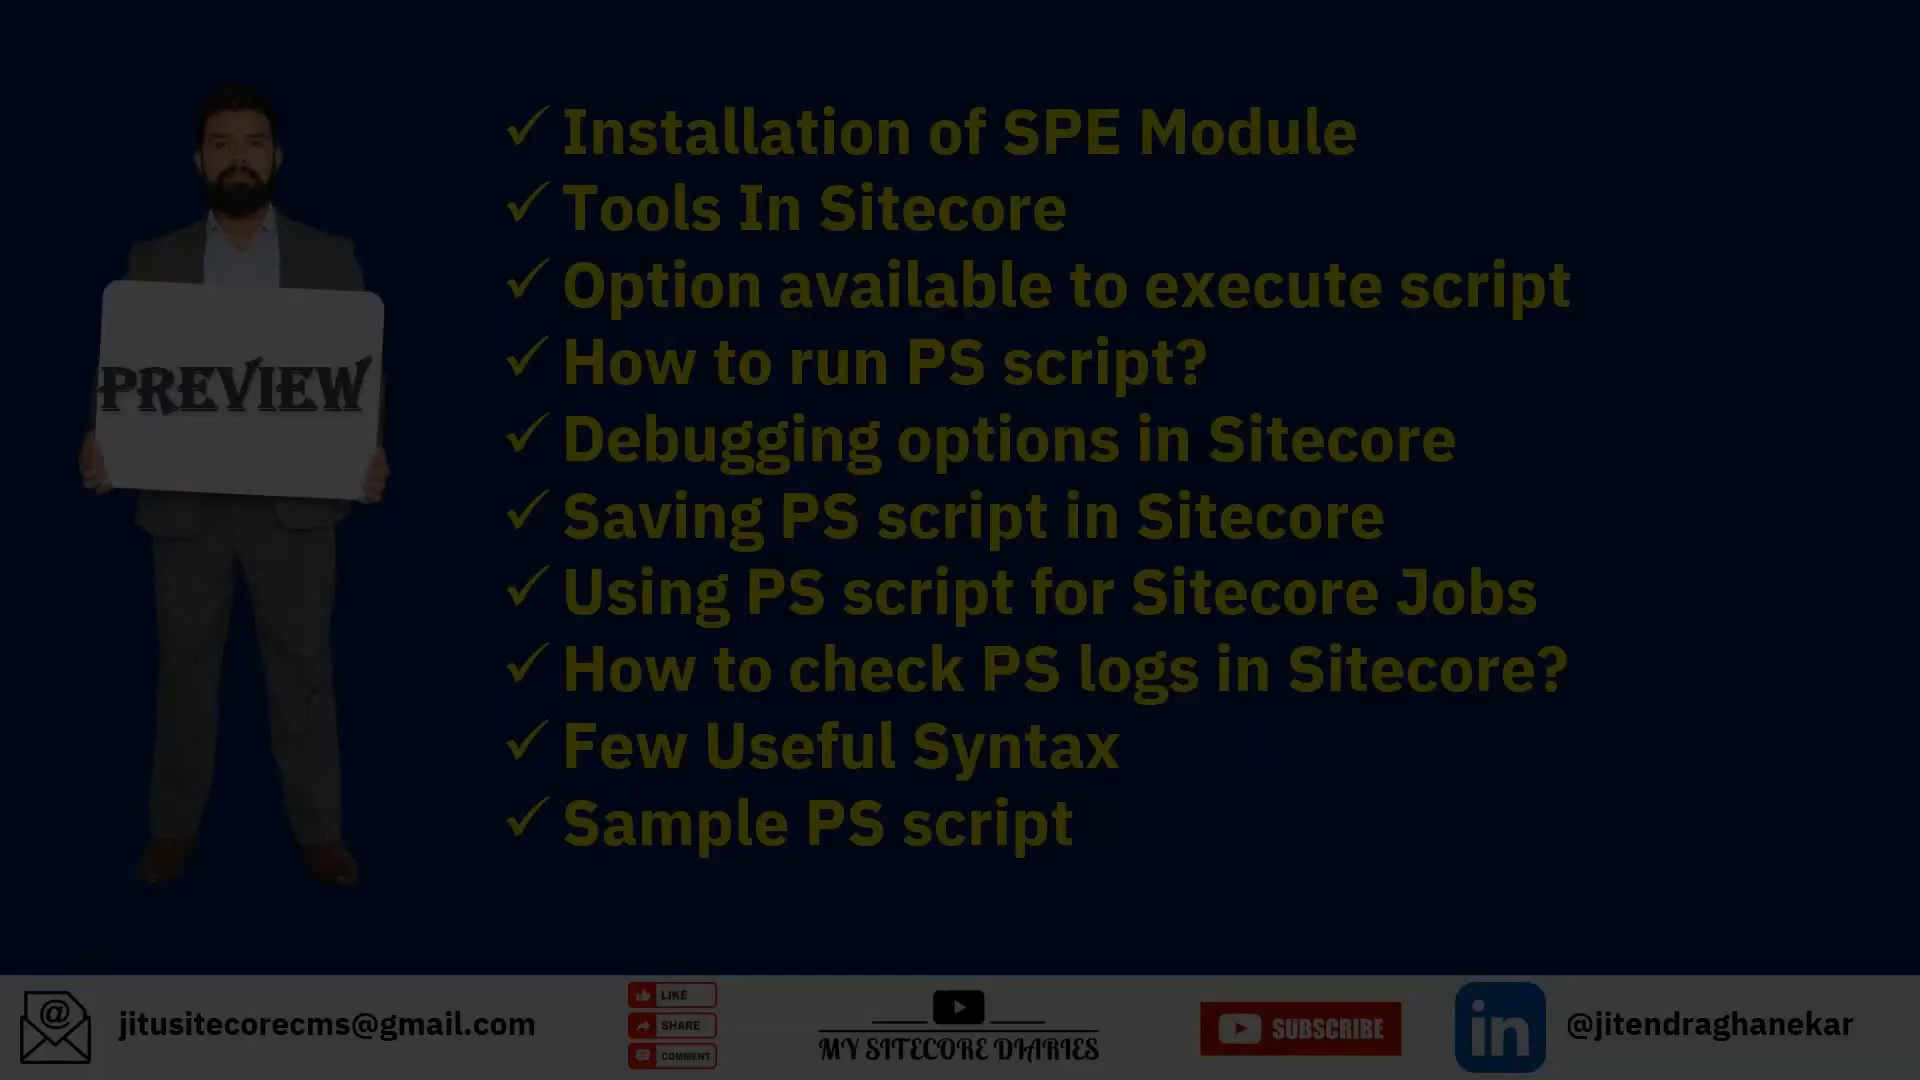 PREVIEW
✓ Installation of SPE Module
✓ Tools In Sitecore
✓ Option available to execute script
✓ How to run PS script?
✓ Debugging options in Sitecore
✓ Saving PS script in Sitecore
✓ Using PS script for Sitecore Jobs
✓ How to check PS logs in Sitecore?
✓ Few Useful Syntax
✓ Sample PS script
@
jitusitecorecms@gmail.com
LIKE
SHARE
COMMENT
MY SITECORE DIARIES
SUBSCRIBE
in
@jitendraghanekar